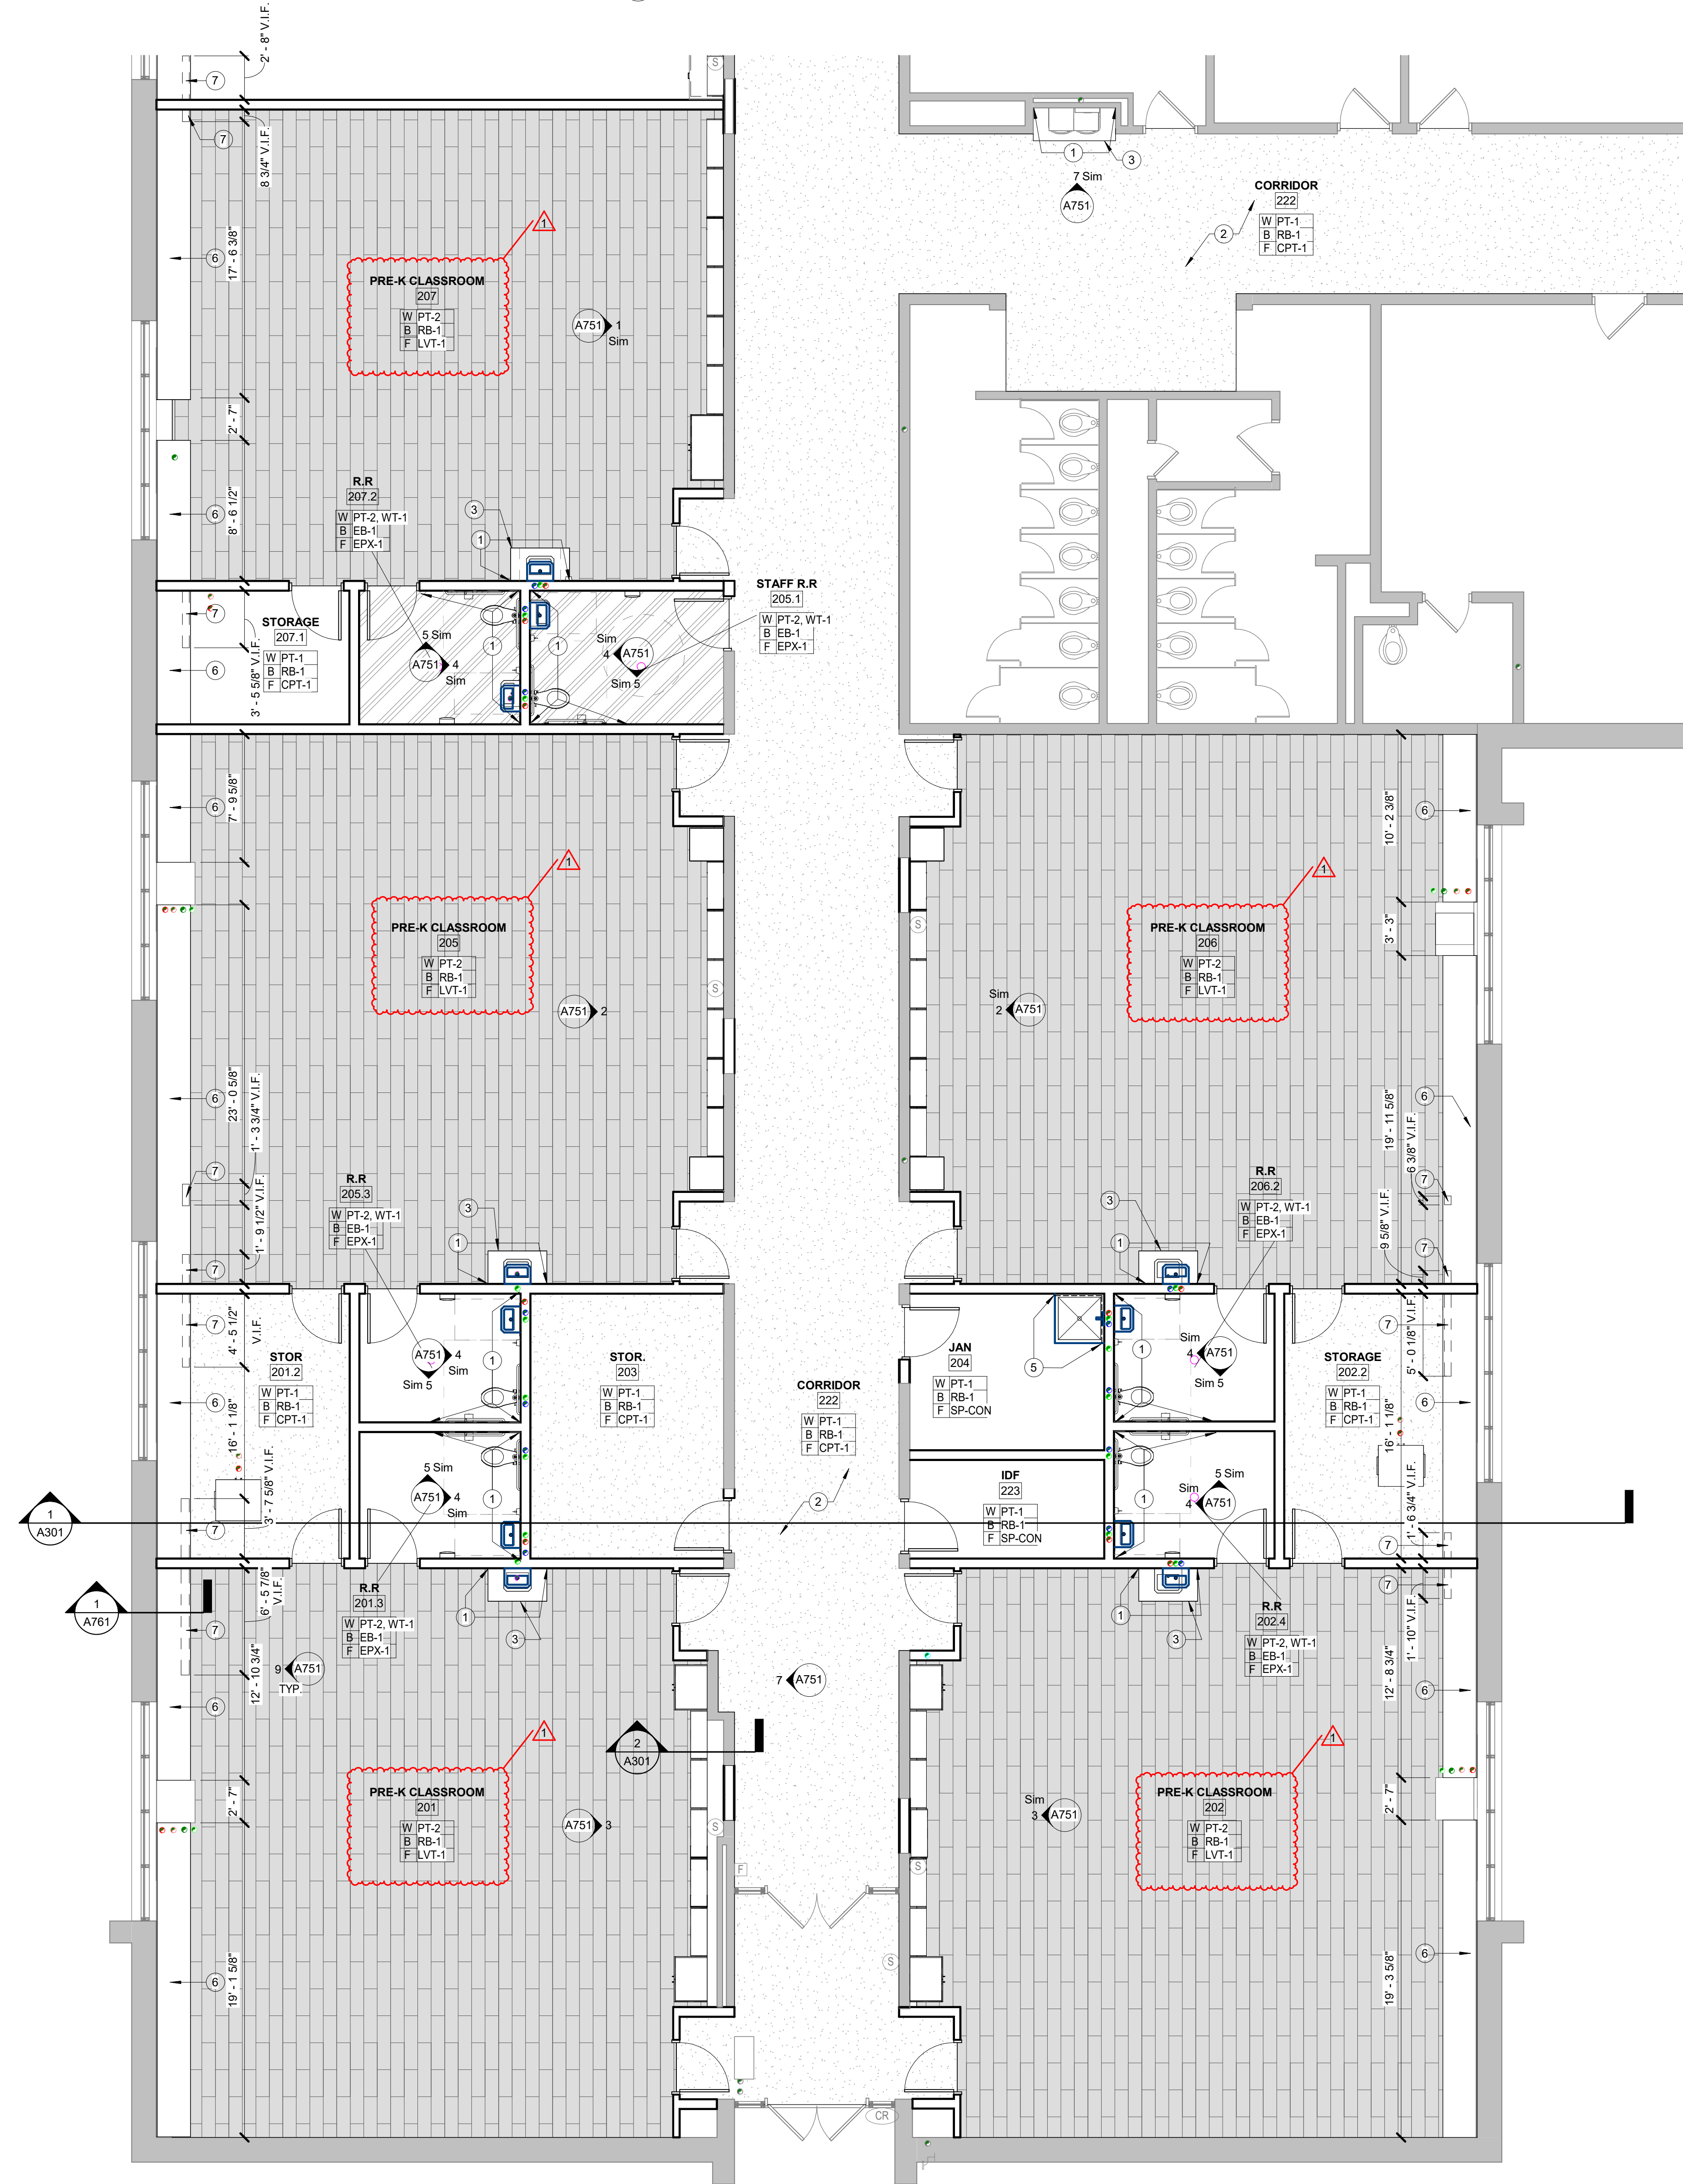 2' - 8" V.I.F.
7
7
8 3/4" V.I.F.
S
1
3
7 Sim
A751
CORRIDOR
222
W PT-1
B RB-1
F CPT-1
2
1
6
17' - 6 3/8"
PRE-K CLASSROOM
207
W PT-2
B RB-1
F LVT-1
A751
1
Sim
2' - 7"
6
8' - 6 1/2"
R.R
207.2
W PT-2, WT-1
B EB-1
F EPX-1
3
1
STAFF R.R
205.1
W PT-2, WT-1
B EB-1
F EPX-1
7
STORAGE
207.1
W PT-1
B RB-1
F CPT-1
6
3' - 5 5/8" V.I.F.
5 Sim
A751
4
Sim
1
1
Sim
4
A751
Sim 5
6
7' - 9 5/8"
6
10' - 2 3/8"
1
PRE-K CLASSROOM
205
W PT-2
B RB-1
F LVT-1
A751
2
S
S
1
PRE-K CLASSROOM
206
W PT-2
B RB-1
F LVT-1
3' - 3"
Sim
2
A751
6
23' - 0 5/8"
1' - 3 3/4" V.I.F.
7
6
19' - 11 5/8"
6 3/8" V.I.F.
7
R.R
205.3
W PT-2, WT-1
B EB-1
F EPX-1
3
1
1' - 9 1/2" V.I.F.
7
R.R
206.2
W PT-2, WT-1
B EB-1
F EPX-1
3
1
9 5/8" V.I.F.
7
7
4' - 5 1/2"
V.I.F.
STOR
201.2
W PT-1
B RB-1
F CPT-1
6
16' - 1 1/8"
A751
4
Sim
Sim 5
1
STOR.
203
W PT-1
B RB-1
F CPT-1
CORRIDOR
222
W PT-1
B RB-1
F CPT-1
2
JAN
204
W PT-1
B RB-1
F SP-CON
5
1
Sim
4
A751
Sim 5
STORAGE
202.2
W PT-1
B RB-1
F CPT-1
7
5' - 0 1/8" V.I.F.
6
16' - 1 1/8"
5 Sim
A751
4
Sim
1
3' - 7 5/8" V.I.F.
7
IDF
223
W PT-1
B RB-1
F SP-CON
1
5 Sim
4
A751
1' - 6 3/4" V.I.F.
7
1
A301
1
A761
6' - 5 7/8"
V.I.F.
7
R.R
201.3
W PT-2, WT-1
B EB-1
F EPX-1
1
3
1
3
R.R
202.4
W PT-2, WT-1
B EB-1
F EPX-1
7
1' - 10" V.I.F.
9
A751
TYP.
12' - 10 3/4"
6
7
A751
12' - 8 3/4"
6
2
A301
1
PRE-K CLASSROOM
201
W PT-2
B RB-1
F LVT-1
2' - 7"
A751
3
S
F
S
Sim
3
A751
1
PRE-K CLASSROOM
202
W PT-2
B RB-1
F LVT-1
2' - 7"
6
19' - 1 5/8"
S
6
19' - 3 5/8"
CR